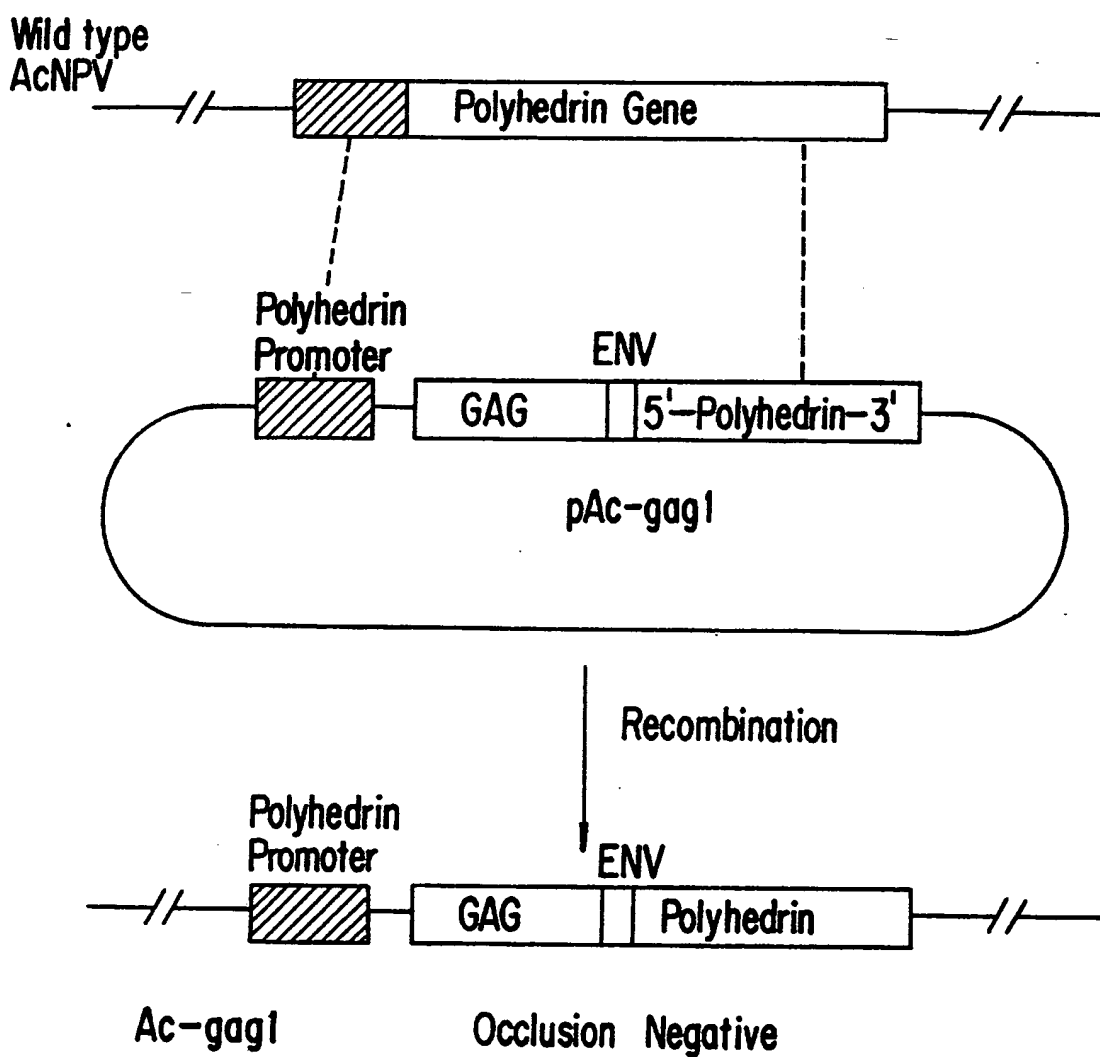 Wild type
AcNPV
Polyhedrin Gene
Polyhedrin
Promoter
ENV
GAG
5'-Polyhedrin-3'
pAc-gag1
Recombination
Polyhedrin
Promoter
ENV
GAG
Polyhedrin
Ac-gag1
Occlusion Negative